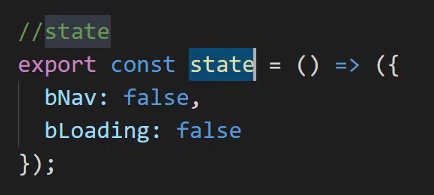 //state
export const state = () => ({
  bNav: false,
  bLoading: false
});